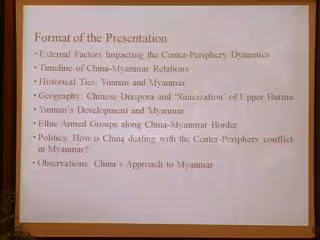 Format of the Presentation
• External Factors Impacting the Center-Periphery Dynamics
• Timeline of China-Myanmar Relations
• Historical Ties: Yunnan and Myanmar
• Geography: Chinese Diaspora and 'Sinicization' of Upper Burma
• Yunnan's Development and Myanmar
• Ethic Armed Groups along China-Myanmar Border
• Politics: How is China dealing with the Center-Periphery conflict
in Myanmar?
• Observations: China's Approach to Myanmar